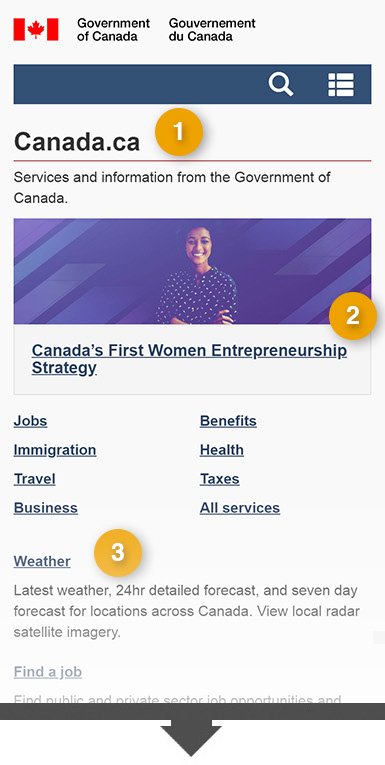 Government of Canada
Gouvernement du Canada
Canada.ca
1
Services and information from the Government of
Canada.
2
Canada's First Women Entrepreneurship
Strategy
Jobs
Benefits
Immigration
Health
Travel
Taxes
Business
All services
Weather
3
Latest weather, 24hr detailed forecast, and seven day
forecast for locations across Canada. View local radar
satellite imagery.
Find a job
Find public and private sector job opportunities and